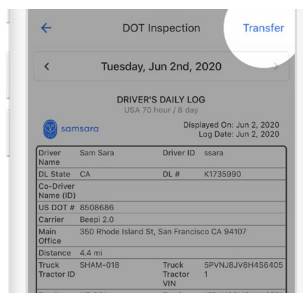 DOT Inspection Transfer
Tuesday, Jun 2nd, 2020
DRIVER'S DAILY LOG
USA 70 hour / 8 day
samsara
Displayed On: Jun 2, 2020
Log Date: Jun 2, 2020
Driver Name Sam Sara Driver ID ssara
DL State CA DL # K1735990
Co-Driver Name (ID)
US DOT # 8508686
Carrier Beepi 2.0
Main Office 350 Rhode Island St, San Francisco CA 94107
Distance 4.4 mi
Truck Tractor ID SHAM-018 Truck Tractor VIN 5PVNJ8JV8H4S64051